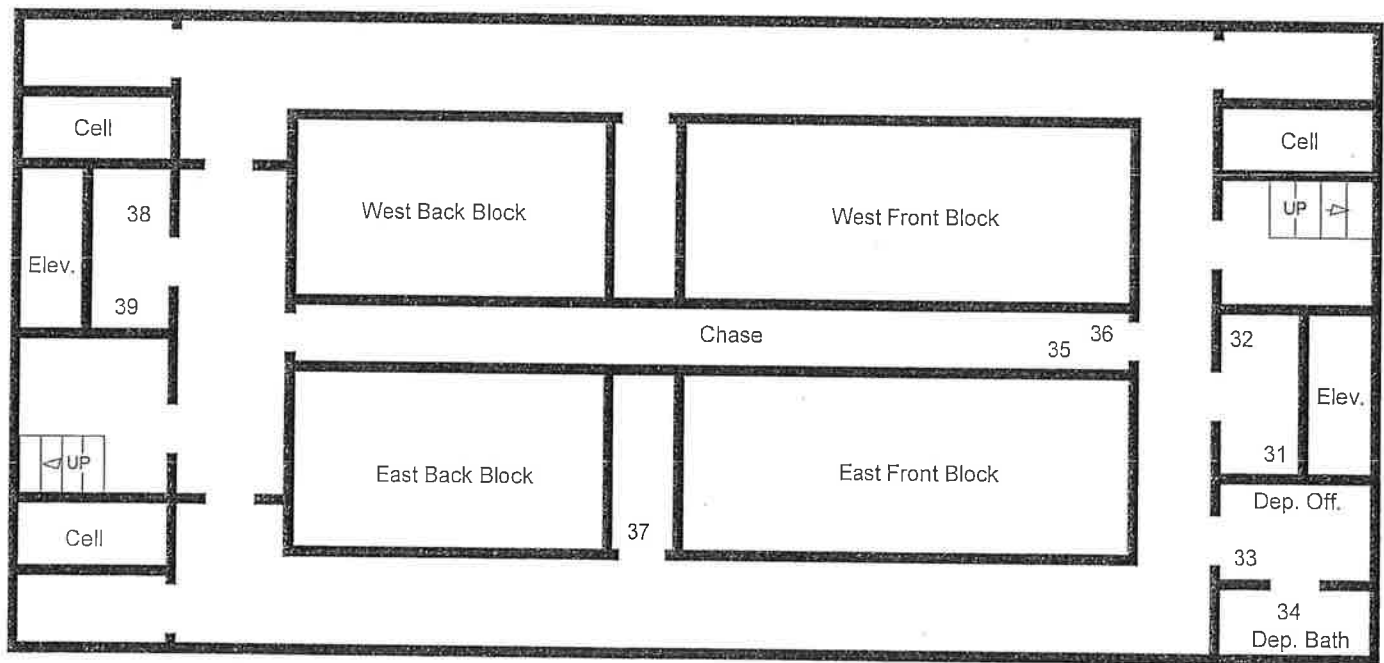 Cell
Cell
38
West Back Block
West Front Block
UP
Elev.
39
Chase
36
35
32
Elev.
UP
East Back Block
East Front Block
31
Dep. Off.
Cell
37
33
34
Dep. Bath